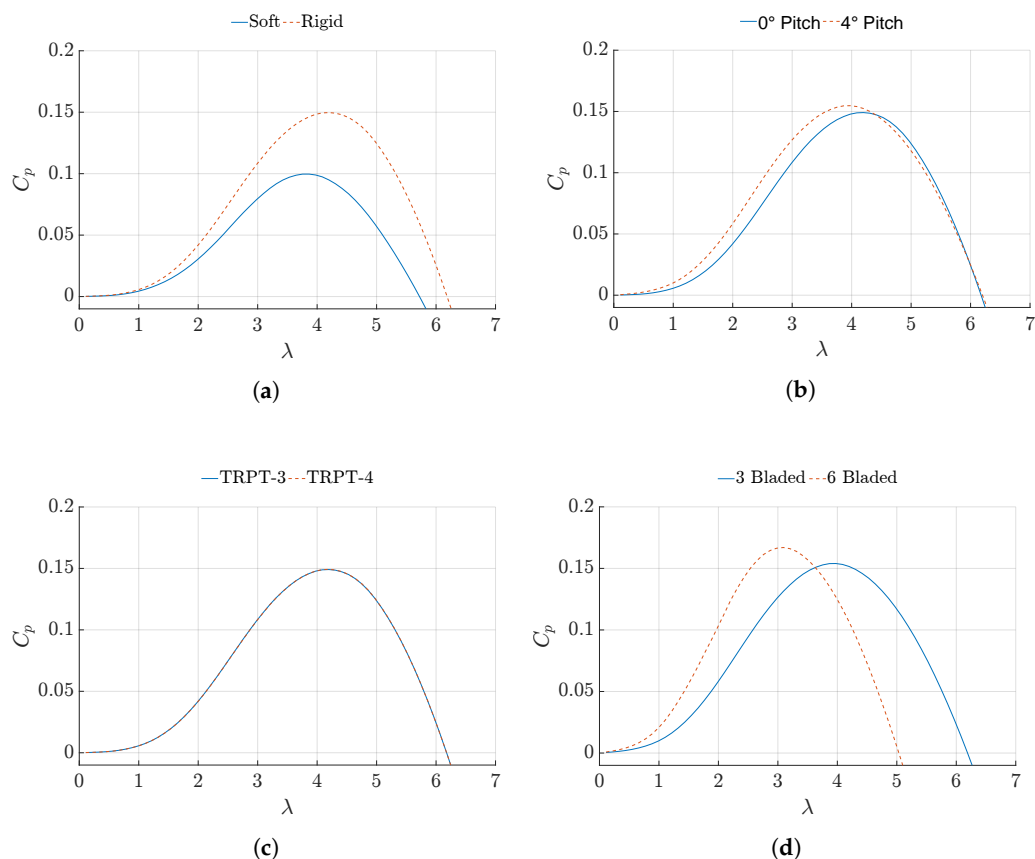 Soft Rigid
0.2
0.15
0.1
0.05
0
C_p
0 1 2 3 4 5 6 7
λ
(a)
0° Pitch 4° Pitch
0.2
0.15
0.1
0.05
0
C_p
0 1 2 3 4 5 6 7
λ
(b)
TRPT-3 TRPT-4
0.2
0.15
0.1
0.05
0
C_p
0 1 2 3 4 5 6 7
λ
(c)
3 Bladed 6 Bladed
0.2
0.15
0.1
0.05
0
C_p
0 1 2 3 4 5 6 7
λ
(d)